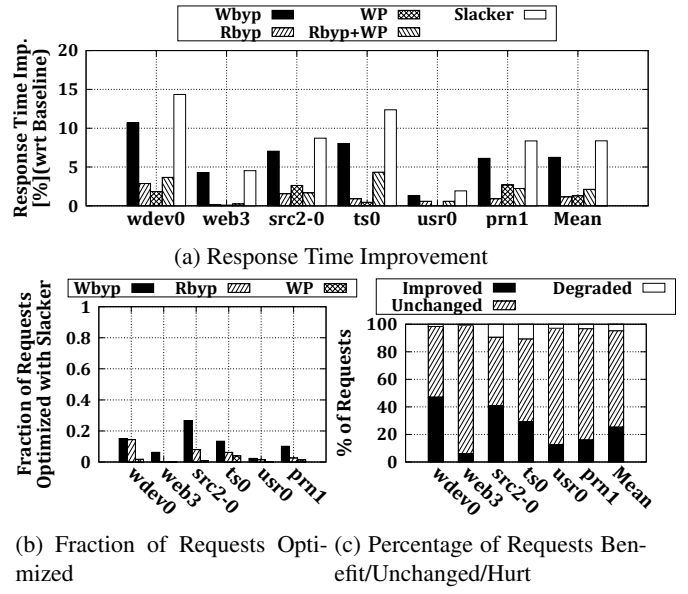 Wbyp WP Slacker
Rbyp Rbyp+WP
Response Time Imp.
[%](wrt Baseline)
20
15
10
5
0
wdev0 web3 src2-0 ts0 usr0 prn1 Mean
(a) Response Time Improvement
Wbyp Rbyp WP
Fraction of Requests
Optimized with Slacker
1
0.8
0.6
0.4
0.2
0
wdev0 web3 src2-0 ts0 usr0 prn1
Improved Degraded
Unchanged
% of Requests
100
80
60
40
20
0
wdev0 web3 src2-0 ts0 usr0 prn1 Mean
(b) Fraction of Requests Opti-
mized
(c) Percentage of Requests Ben-
efit/Unchanged/Hurt